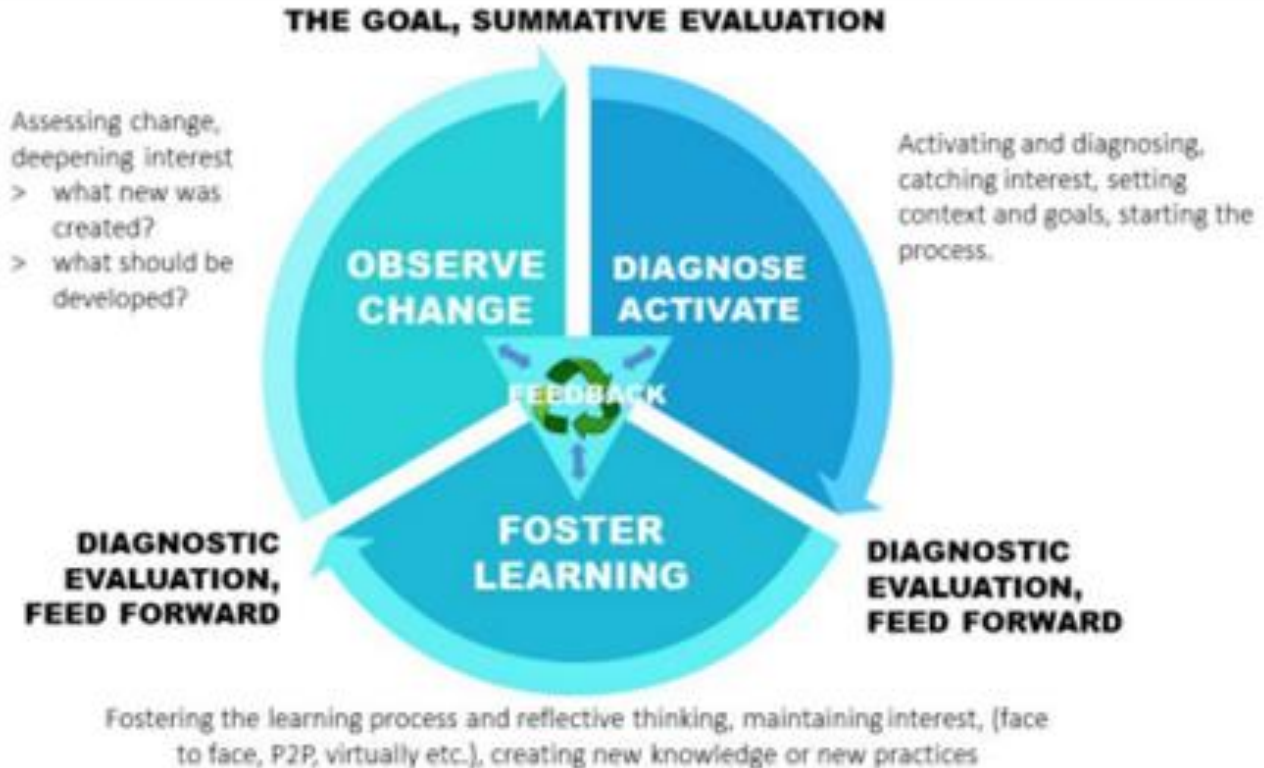 THE GOAL, SUMMATIVE EVALUATION
Assessing change,
deepening interest
> what new was
created?
> what should be
developed?
Activating and diagnosing,
catching interest, setting
context and goals, starting the
process.
OBSERVE
CHANGE
DIAGNOSE
ACTIVATE
FEEDBACK
FOSTER
LEARNING
DIAGNOSTIC
EVALUATION,
FEED FORWARD
DIAGNOSTIC
EVALUATION,
FEED FORWARD
Fostering the learning process and reflective thinking, maintaining interest, (face
to face, P2P, virtually etc.), creating new knowledge or new practices